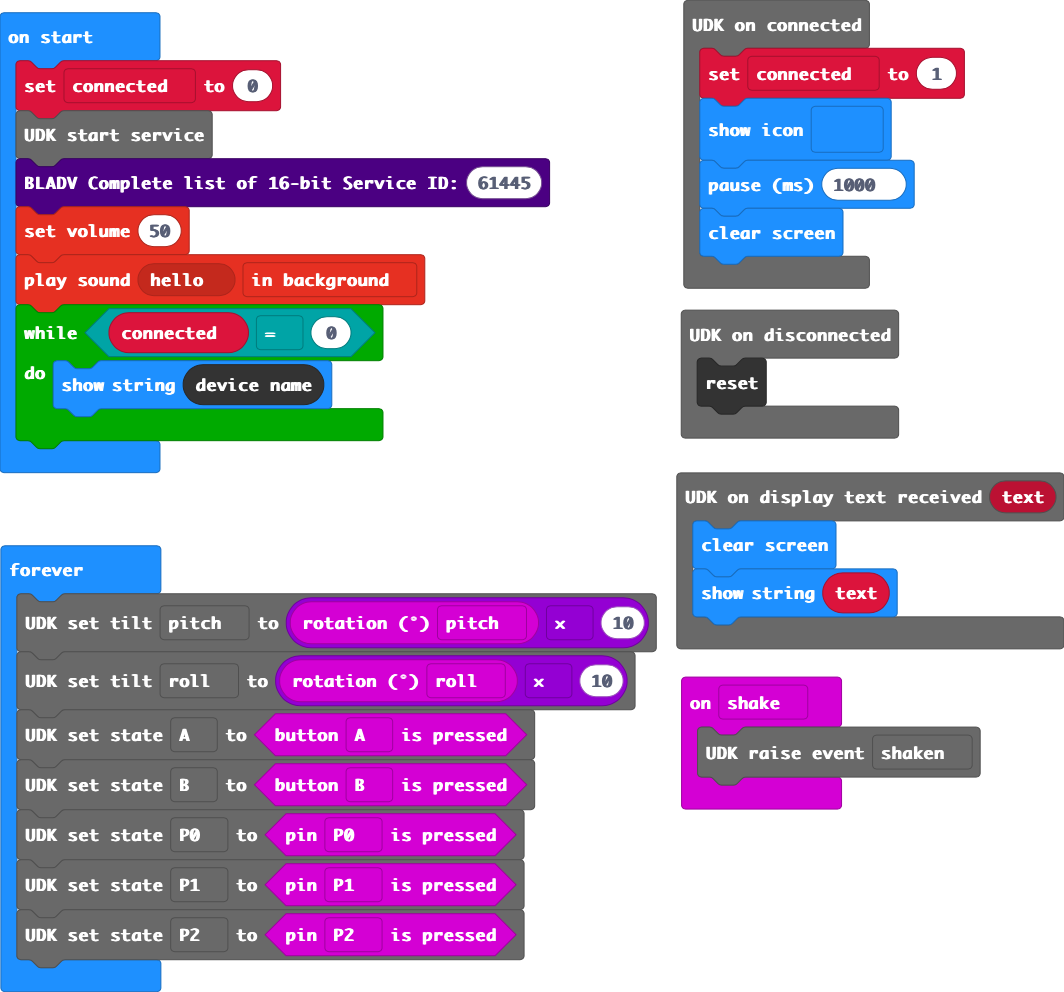 on start
set connected to 0
UDK start service
BLADV Complete list of 16-bit Service ID: 61445
set volume 50
play sound hello in background
while connected = 0
do show string device name
forever
UDK set tilt pitch to rotation (°) pitch x 10
UDK set tilt roll to rotation (°) roll x 10
UDK set state A to button A is pressed
UDK set state B to button B is pressed
UDK set state P0 to pin P0 is pressed
UDK set state P1 to pin P1 is pressed
UDK set state P2 to pin P2 is pressed
UDK on connected
set connected to 1
show icon
pause (ms) 1000
clear screen
UDK on disconnected
reset
UDK on display text received text
clear screen
show string text
on shake
UDK raise event shaken